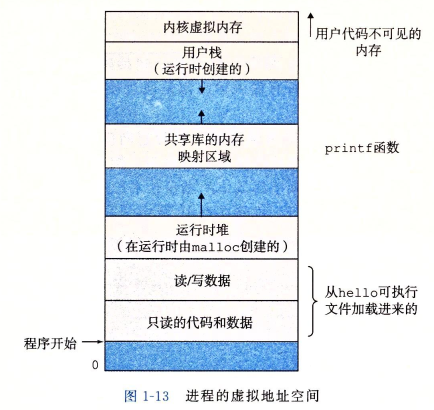 内核虚拟内存
用户代码不可见的
内存
用户栈
(运行时创建的)
共享库的内存
映射区域
printf函数
运行时堆
(在运行时由malloc创建的)
读/写数据
从hello可执行
文件加载进来的
只读的代码和数据
程序开始
0
图 1-13 进程的虚拟地址空间